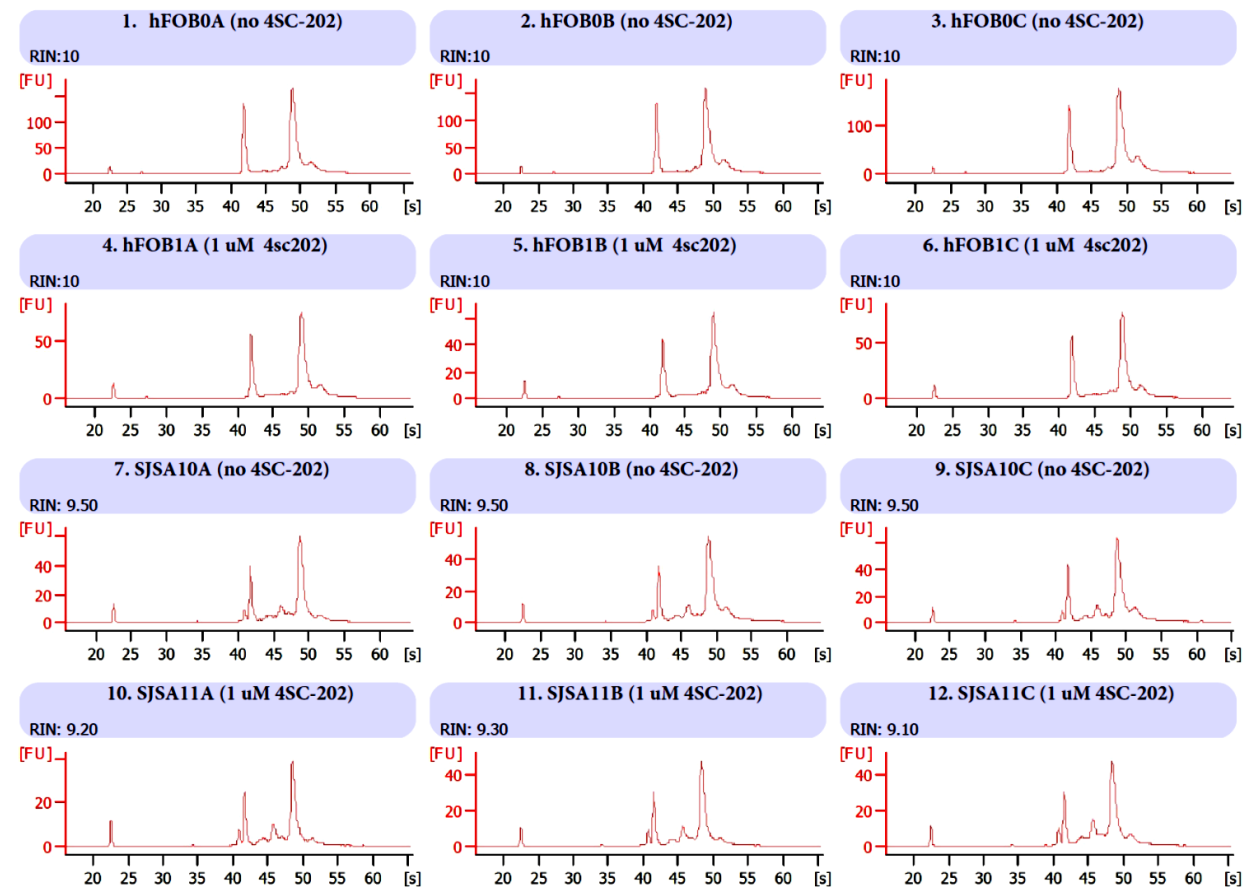 1. hFOB0A (no 4SC-202)
RIN:10
[FU]
100
50
0
20 25 30 35 40 45 50 55 60 [s]
2. hFOB0B (no 4SC-202)
RIN:10
[FU]
100
50
0
20 25 30 35 40 45 50 55 60 [s]
3. hFOB0C (no 4SC-202)
RIN:10
[FU]
100
0
20 25 30 35 40 45 50 55 60 [s]
4. hFOB1A (1 uM 4sc202)
RIN:10
[FU]
50
0
20 25 30 35 40 45 50 55 60 [s]
5. hFOB1B (1 uM 4sc202)
RIN:10
[FU]
40
20
0
20 25 30 35 40 45 50 55 60 [s]
6. hFOB1C (1 uM 4sc202)
RIN:10
[FU]
50
0
20 25 30 35 40 45 50 55 60 [s]
7. SJSA10A (no 4SC-202)
RIN: 9.50
[FU]
40
20
0
20 25 30 35 40 45 50 55 60 [s]
8. SJSA10B (no 4SC-202)
RIN: 9.50
[FU]
40
20
0
20 25 30 35 40 45 50 55 60 [s]
9. SJSA10C (no 4SC-202)
RIN: 9.50
[FU]
40
20
0
20 25 30 35 40 45 50 55 60 [s]
10. SJSA11A (1 uM 4SC-202)
RIN: 9.20
[FU]
20
0
20 25 30 35 40 45 50 55 60 [s]
11. SJSA11B (1 uM 4SC-202)
RIN: 9.30
[FU]
40
20
0
20 25 30 35 40 45 50 55 60 [s]
12. SJSA11C (1 uM 4SC-202)
RIN: 9.10
[FU]
40
20
0
20 25 30 35 40 45 50 55 60 [s]